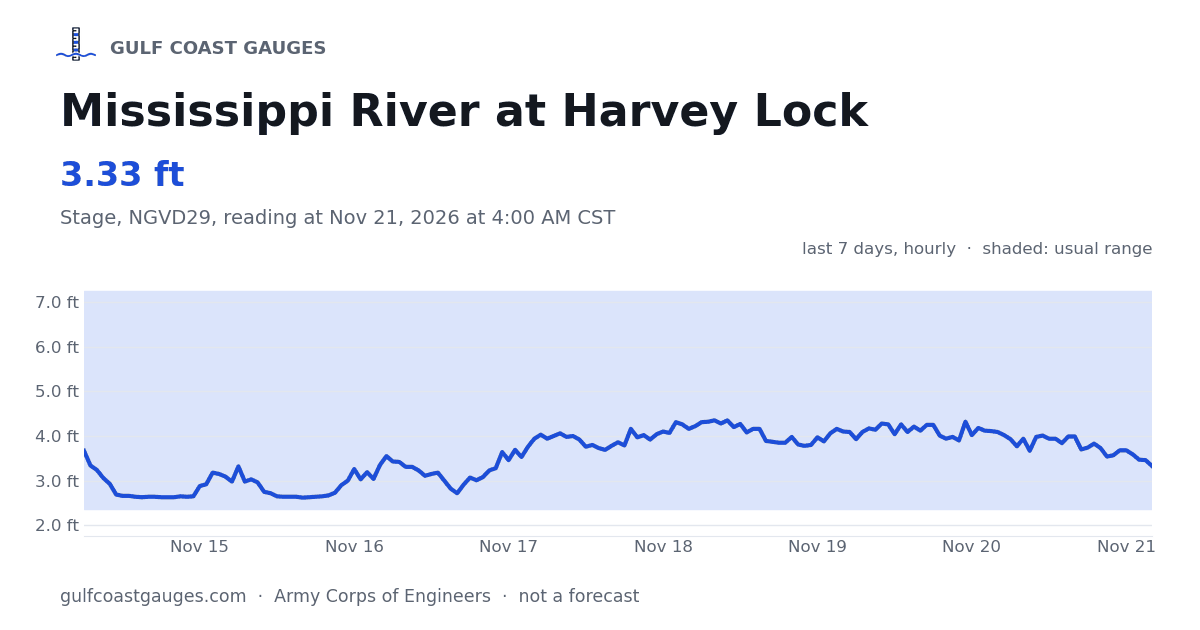 GULF COAST GAUGES
Mississippi River at Harvey Lock
3.33 ft
Stage, NGVD29, reading at Nov 21, 2026 at 4:00 AM CST
last 7 days, hourly · shaded: usual range
7.0 ft
6.0 ft
5.0 ft
4.0 ft
3.0 ft
2.0 ft
Nov 15 Nov 16 Nov 17 Nov 18 Nov 19 Nov 20 Nov 21
gulfcoastgauges.com · Army Corps of Engineers · not a forecast